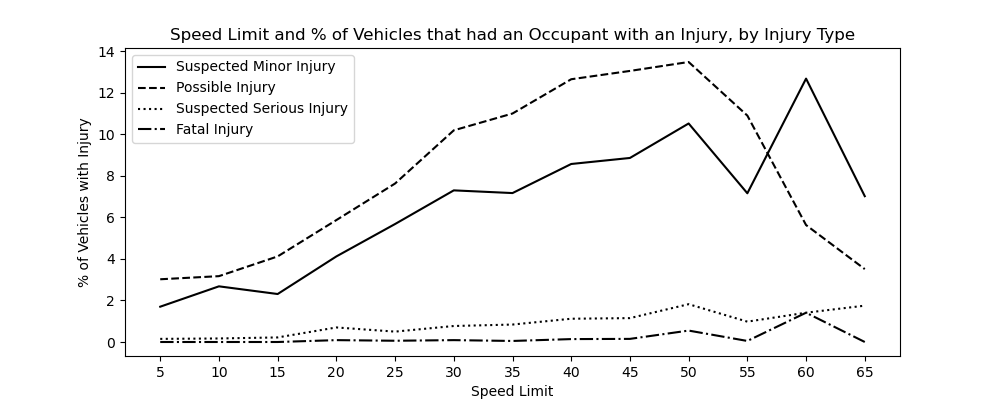 Speed Limit and % of Vehicles that had an Occupant with an Injury, by Injury Type
Suspected Minor Injury
Possible Injury
Suspected Serious Injury
Fatal Injury
% of Vehicles with Injury
14
12
10
8
6
4
2
0
5 10 15 20 25 30 35 40 45 50 55 60 65
Speed Limit